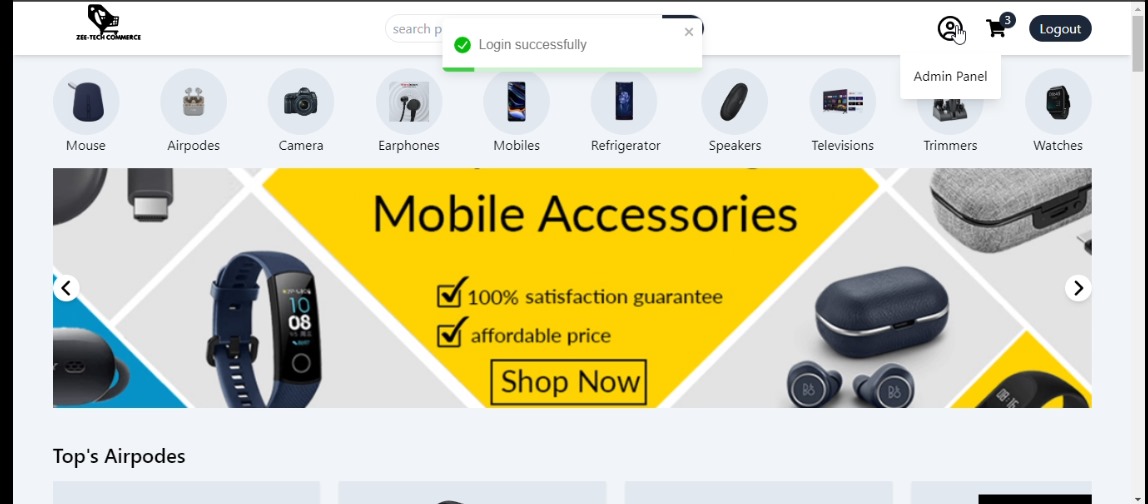 ZEE-TECH COMMERCE
search p
Login successfully
3
Logout
Admin Panel
Mouse
Airpodes
Camera
Earphones
Mobiles
Refrigerator
Speakers
Televisions
Trimmers
Watches
Mobile Accessories
100% satisfaction guarantee
affordable price
Shop Now
10
08
B&O
B&O
Top's Airpodes